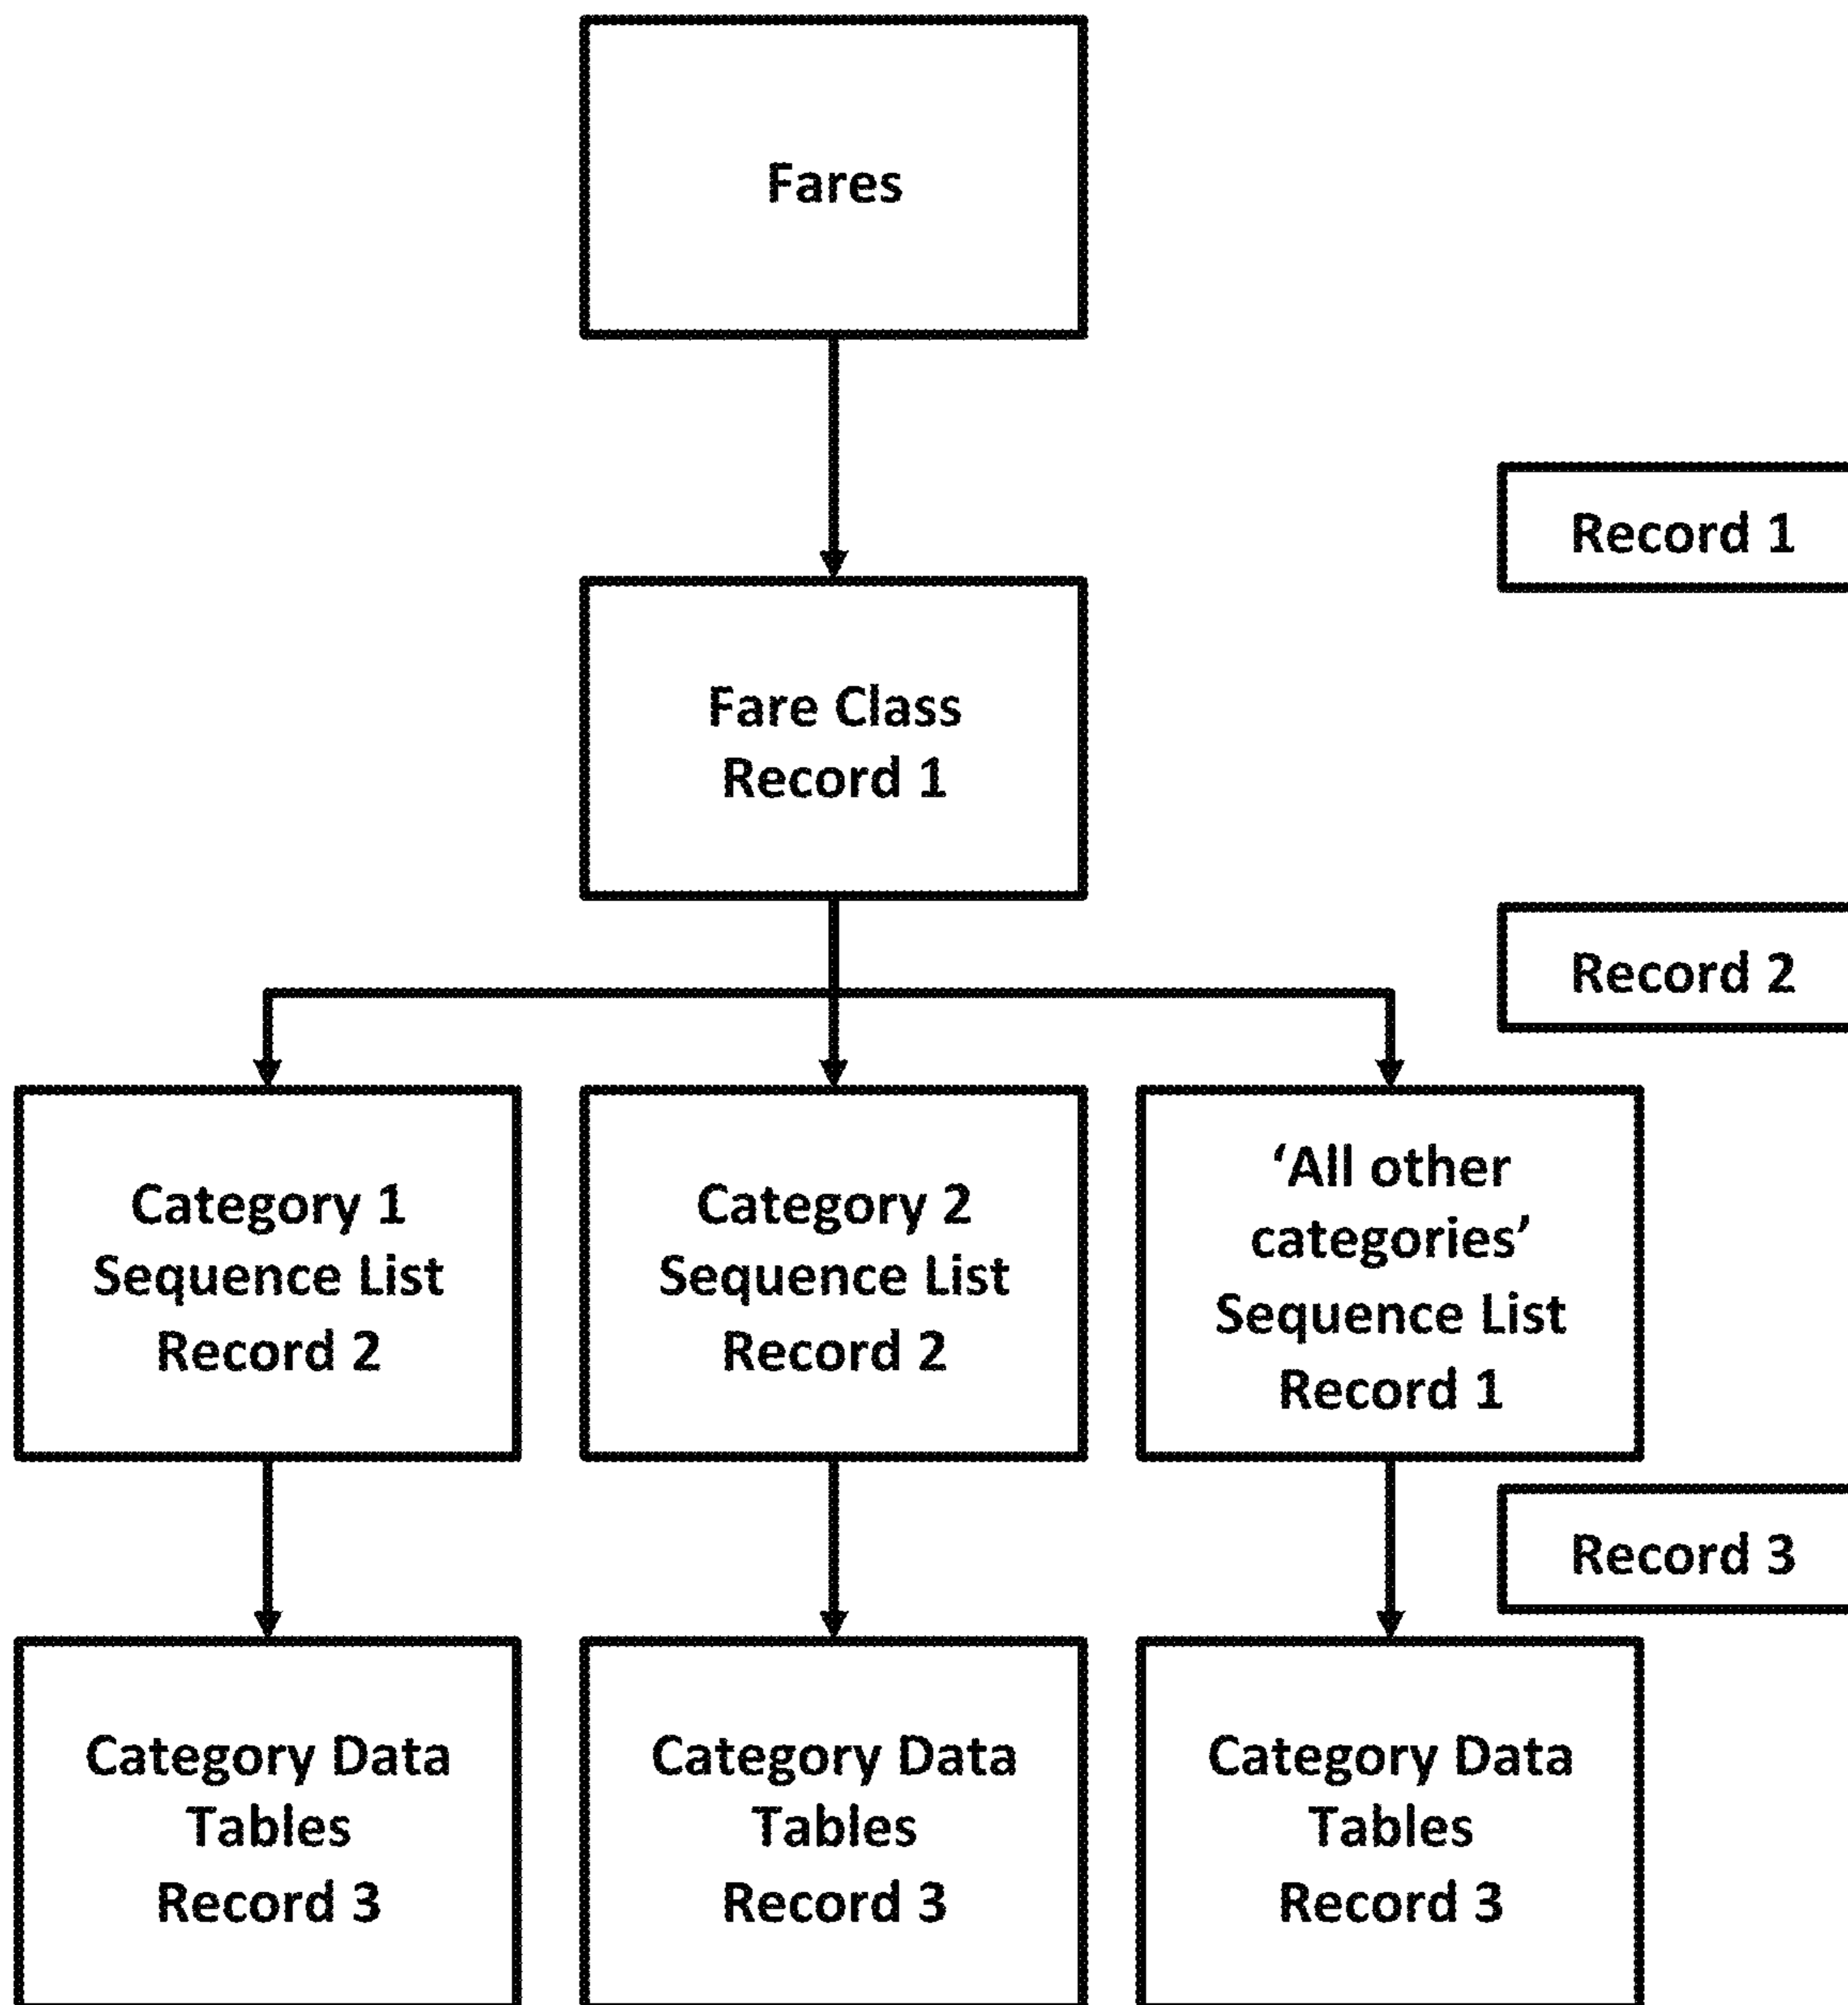 Fares
Record 1
Fare Class
Record 1
Record 2
Category 1
Sequence List
Record 2
Category 2
Sequence List
Record 2
‘All other
categories’
Sequence List
Record 1
Record 3
Category Data
Tables
Record 3
Category Data
Tables
Record 3
Category Data
Tables
Record 3